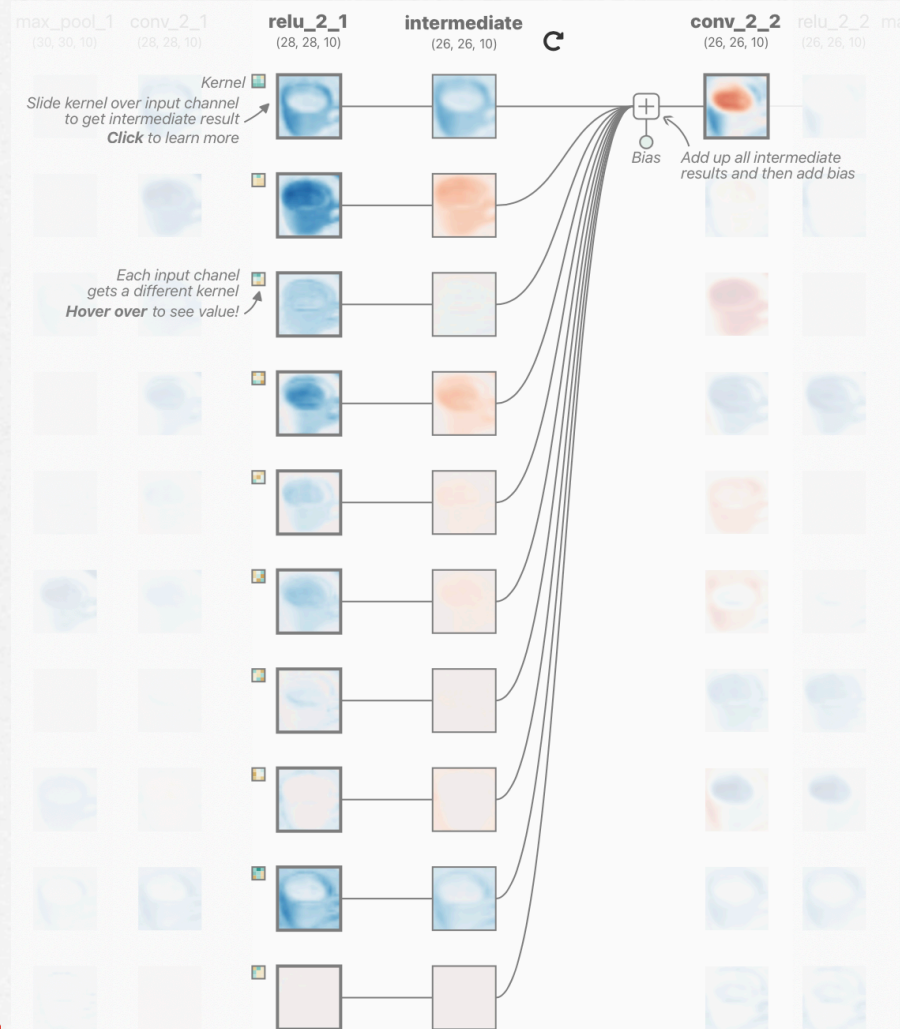 max_pool_1
conv_2_1
relu_2_1
intermediate
conv_2_2
relu_2_2
(30, 30, 10)
(28, 28, 10)
(28, 28, 10)
(26, 26, 10)
(26, 26, 10)
(26, 26, 10)
Kernel
Slide kernel over input channel
to get intermediate result
Click to learn more
Bias
Add up all intermediate
results and then add bias
Each input chanel
gets a different kernel
Hover over to see value!